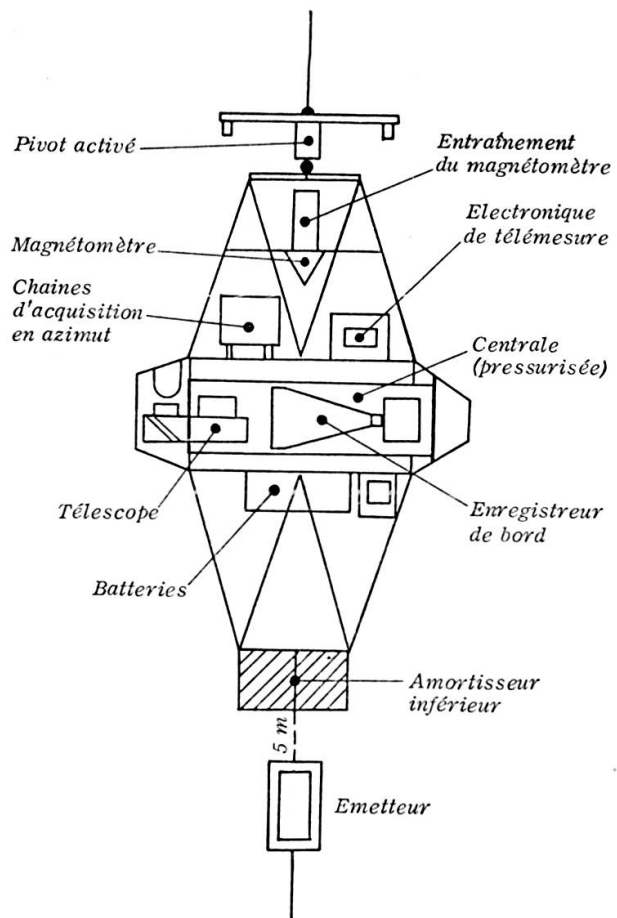 Pivot activé
Entraînement
du magnétomètre
Magnétomètre
Electronique
de télémesure
Chaines
d'acquisition
en azimut
Centrale
(pressurisée)
Télescope
Enregistreur
de bord
Batteries
Amortisseur
inférieur
5 m
Emetteur